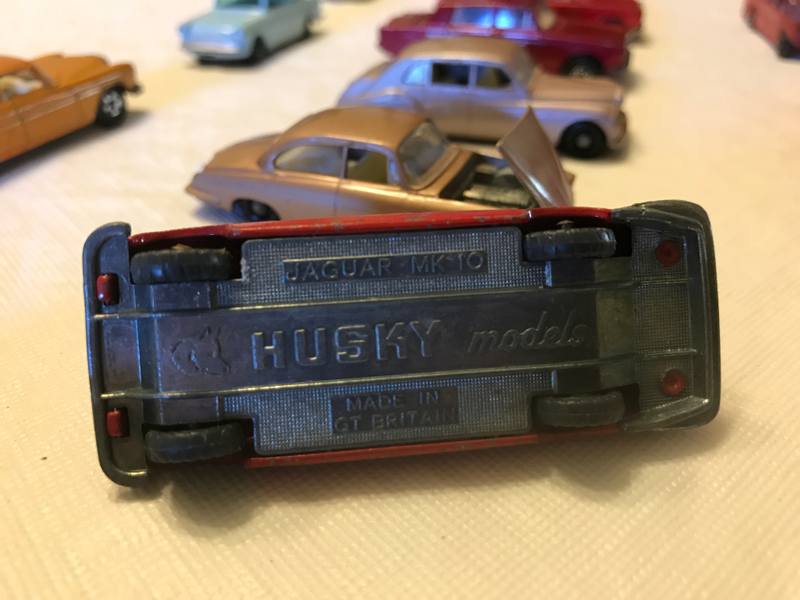 JAGUAR MK 10
HUSKY models
MADE IN
GT BRITAIN